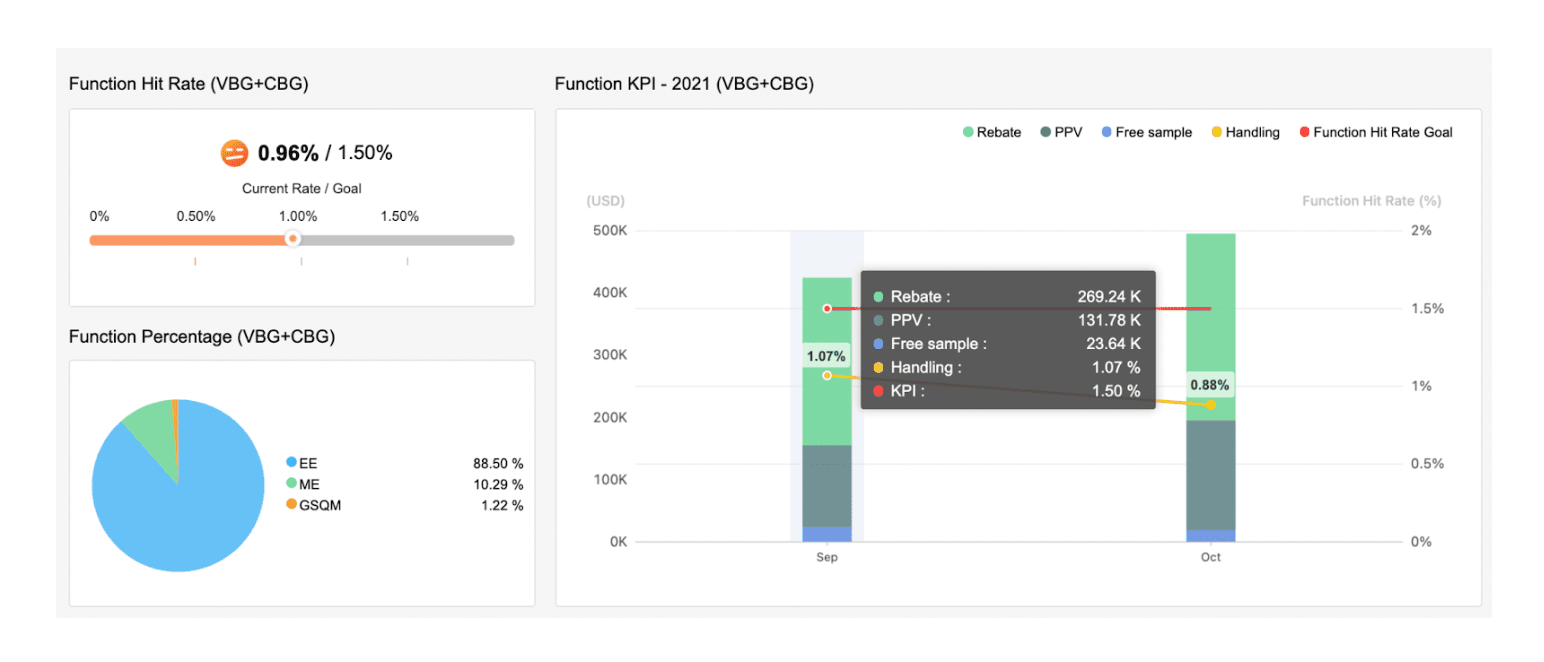 Function Hit Rate (VBG+CBG)
0.96% / 1.50%
Current Rate / Goal
0% 0.50% 1.00% 1.50%
Function Percentage (VBG+CBG)
EE 88.50 %
ME 10.29 %
GSQM 1.22 %
Function KPI - 2021 (VBG+CBG)
Rebate PPV Free sample Handling Function Hit Rate Goal
(USD) Function Hit Rate (%)
500K 2%
400K
1.5%
300K
1%
200K
0.5%
100K
0K 0%
1.07%
0.88%
Rebate : 269.24 K
PPV : 131.78 K
Free sample : 23.64 K
Handling : 1.07 %
KPI : 1.50 %
Sep Oct